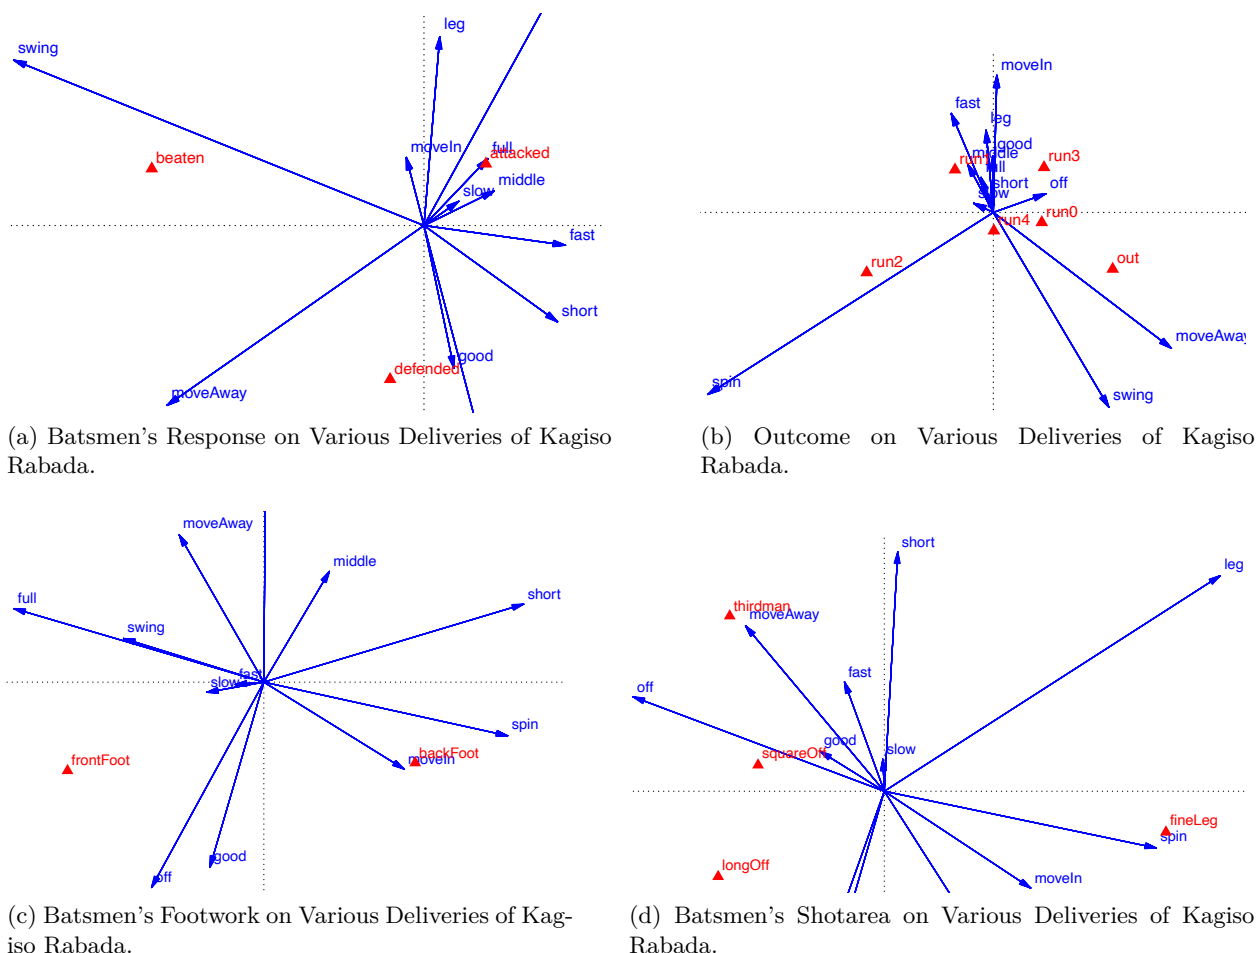 leg
swing
moveIn
full
attacked
beaten
middle
slow
fast
short
good
defended
moveAway
(a) Batsmen's Response on Various Deliveries of Kagiso
Rabada.
moveIn
fast
leg
good
middle
run1
full
run3
short
off
slow
run0
run4
run2
out
moveAway
spin
swing
(b) Outcome on Various Deliveries of Kagiso
Rabada.
moveAway
middle
full
short
swing
fast
slow
spin
frontFoot
backFoot
moveIn
good
off
(c) Batsmen's Footwork on Various Deliveries of Kag-
iso Rabada.
short
leg
thirdman
moveAway
fast
off
good
slow
squareOff
fineLeg
spin
longOff
moveIn
(d) Batsmen's Shotarea on Various Deliveries of Kagiso
Rabada.